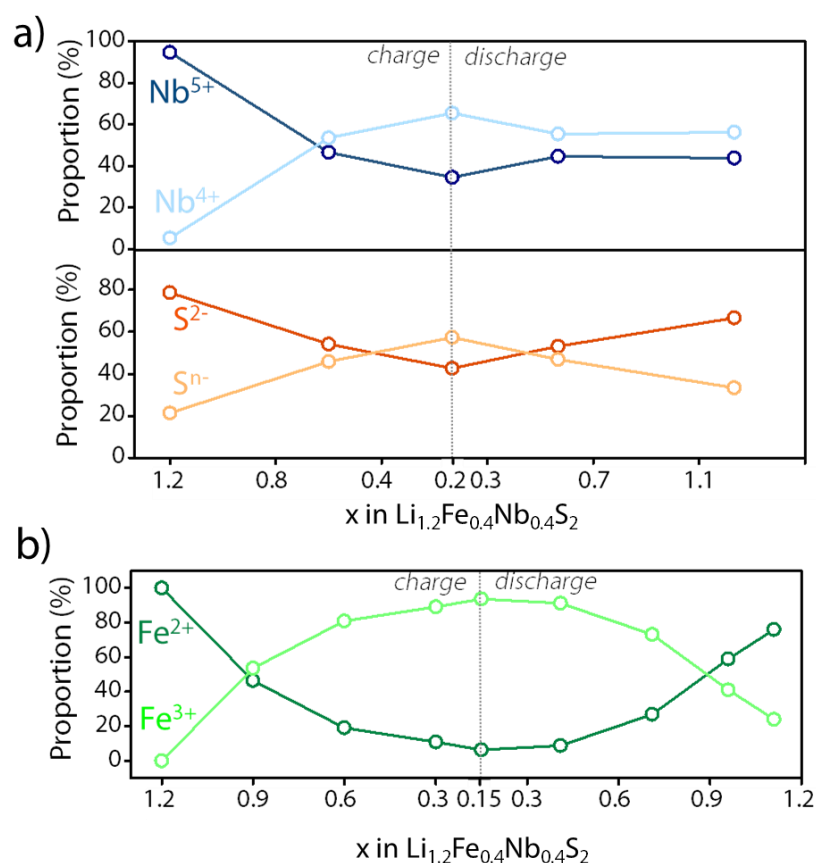 a)
100
80
60
40
20
0
Proportion (%)
charge
discharge
Nb5+
Nb4+
80
60
40
20
0
Proportion (%)
S2-
Sn-
1.2
0.8
0.4
0.2
0.3
0.7
1.1
x in Li1.2Fe0.4Nb0.4S2
b)
100
80
60
40
20
0
Proportion (%)
charge
discharge
Fe2+
Fe3+
1.2
0.9
0.6
0.3
0.15
0.3
0.6
0.9
1.2
x in Li1.2Fe0.4Nb0.4S2